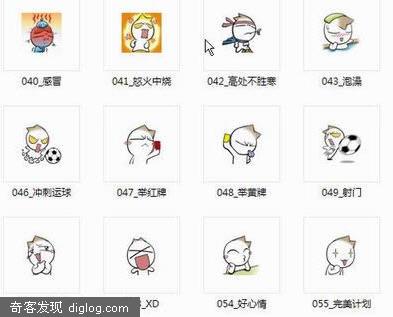 040_感冒
041_怒火中烧
042_高处不胜寒
043_泡澡
046_冲刺运球
047_举红牌
048_举黄牌
049_射门
3_XD
054_好心情
055_完美计划
奇客发现 diglog.com